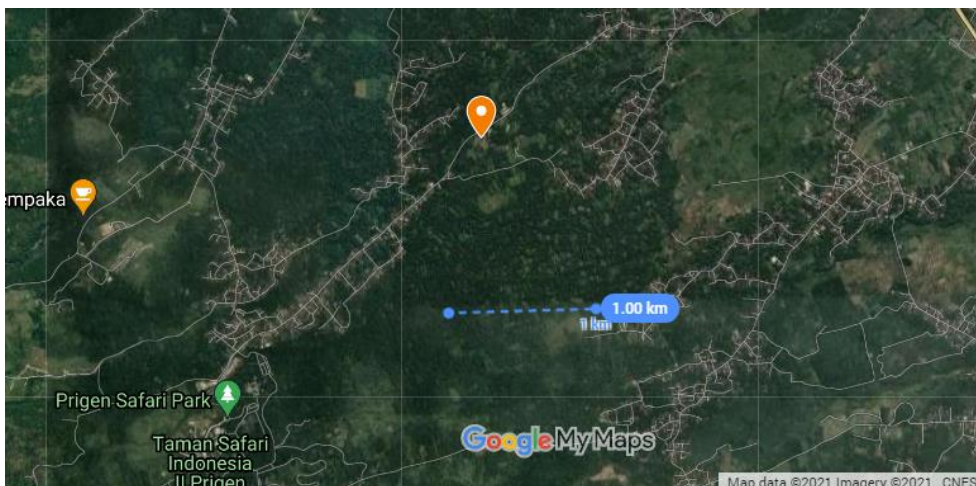 empaka
1.00 km
1 km
Prigen Safari Park
Taman Safari
Indonesia
II Prigen
Google My Maps
Map data ©2021 Imagery ©2021 , CNES